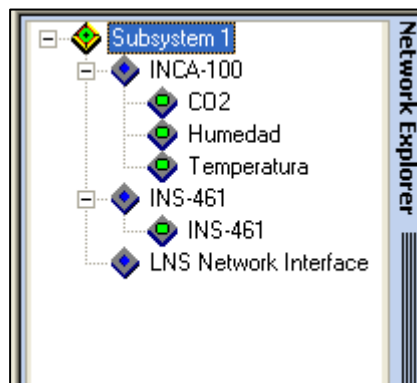 Subsystem 1
INCA-100
CO2
Humedad
Temperatura
INS-461
INS-461
LNS Network Interface
Network Explorer